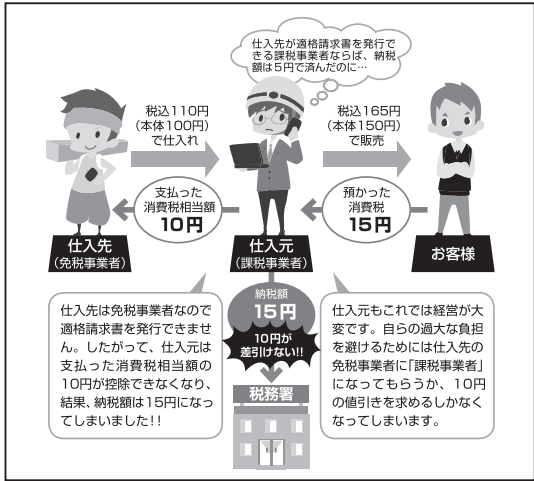 仕入先が適格請求書を発行で
きる課税事業者ならば、納税
額は5円で済んだのに…
税込110円
(本体100円)
で仕入れ
税込165円
(本体150円)
で販売
支払った
消費税相当額
10円
預かった
消費税
15円
仕入先
(免税事業者)
仕入元
(課税事業者)
お客様
納税額
15円
10円が
差引けない!!
税務署
仕入先は免税事業者なので
適格請求書を発行できませ
ん。したがって、仕入元は
支払った消費税相当額の
10円が控除できなくなり、
結果、納税額は15円になっ
てしまいました!!
仕入元もこれでは経営が大
変です。自らの過大な負担
を避けるためには仕入先の
免税事業者に「課税事業者」
になってもらうか、10円
の値引きを求めるしかなく
なってしまいます。